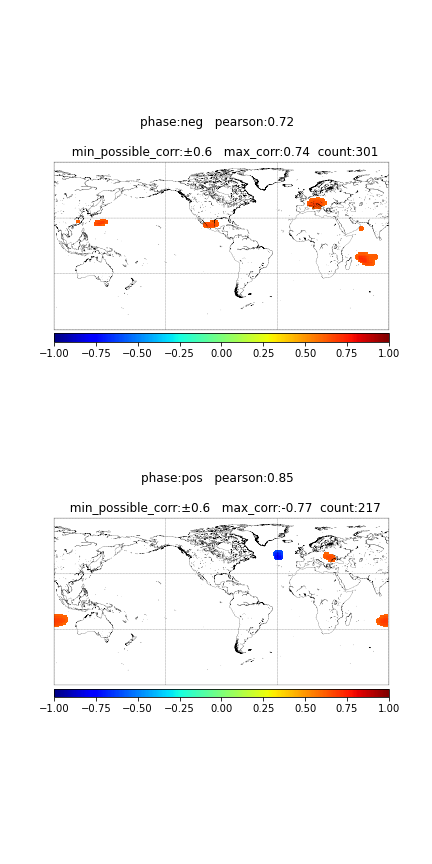 phase:neg   pearson:0.72
min_possible_corr:±0.6   max_corr:0.74  count:301
−1.00 −0.75 −0.50 −0.25 0.00 0.25 0.50 0.75 1.00
phase:pos   pearson:0.85
min_possible_corr:±0.6   max_corr:-0.77  count:217
−1.00 −0.75 −0.50 −0.25 0.00 0.25 0.50 0.75 1.00